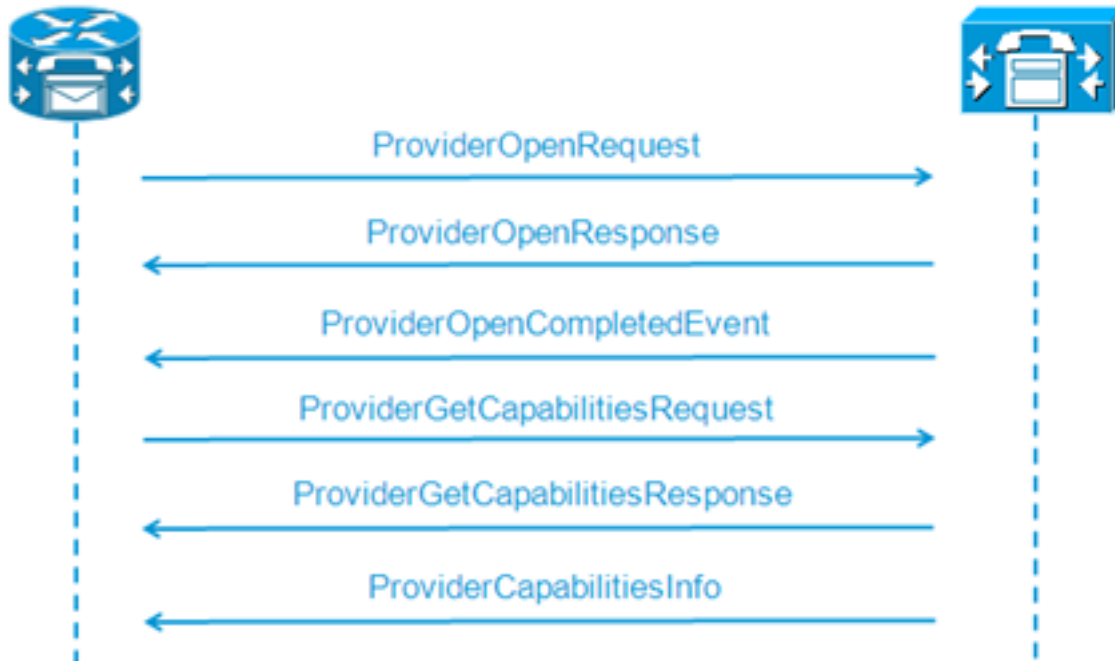 ProviderOpenRequest
ProviderOpenResponse
ProviderOpenCompletedEvent
ProviderGetCapabilitiesRequest
ProviderGetCapabilitiesResponse
ProviderCapabilitiesInfo